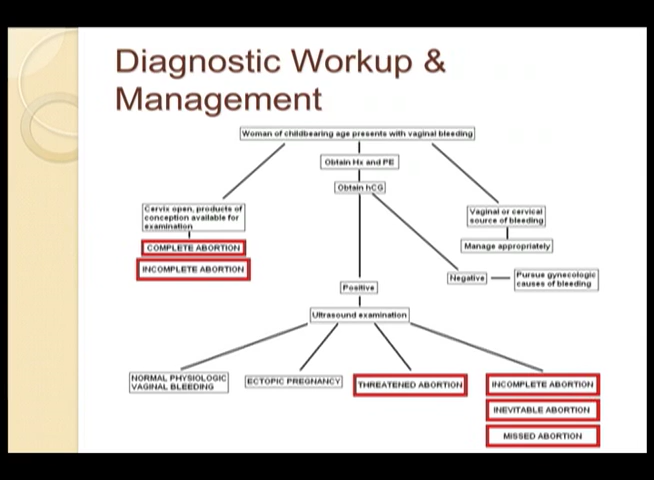 Diagnostic Workup &
Management
Woman of childbearing age presents with vaginal bleeding
Obtain Hx and PE
Obtain hCG
Cervix open, products of
conception available for
examination
COMPLETE ABORTION
INCOMPLETE ABORTION
Vaginal or cervical
source of bleeding
Manage appropriately
Negative
Pursue gynecologic
causes of bleeding
Positive
Ultrasound examination
NORMAL PHYSIOLOGIC
VAGINAL BLEEDING
ECTOPIC PREGNANCY
THREATENED ABORTION
INCOMPLETE ABORTION
INEVITABLE ABORTION
MISSED ABORTION